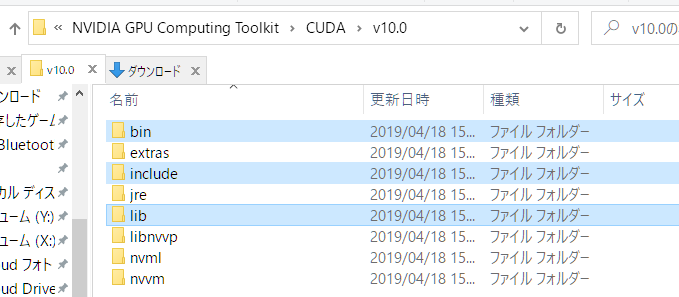 « NVIDIA GPU Computing Toolkit > CUDA > v10.0
v10.0の
v10.0
ダウンロード
名前 更新日時 種類 サイズ
ンロード
存したゲーム
Bluetoot
カル ディス
ューム (Y:)
ューム (X:)
ud フォト
ud Drive
bin 2019/04/18 15... ファイル フォルダー
extras 2019/04/18 15... ファイル フォルダー
include 2019/04/18 15... ファイル フォルダー
jre 2019/04/18 15... ファイル フォルダー
lib 2019/04/18 15... ファイル フォルダー
libnvvp 2019/04/18 15... ファイル フォルダー
nvml 2019/04/18 15... ファイル フォルダー
nvvm 2019/04/18 15... ファイル フォルダー